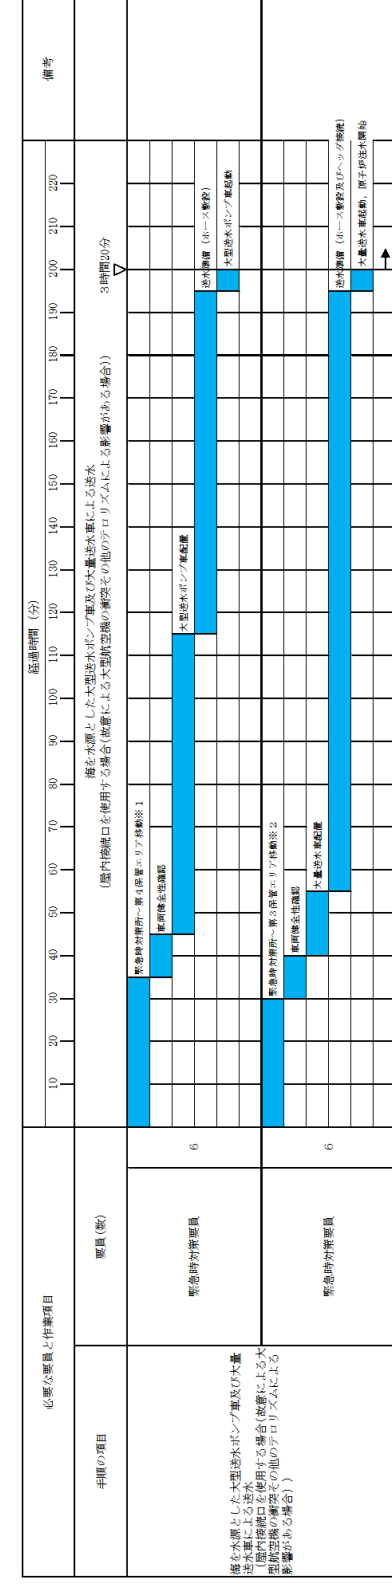 必要な要員と作業項目
経過時間（分）
備考
10 20 30 40 50 60 70 80 90 100 110 120 130 140 150 160 170 180 190 200 210 220
手順の項目
要員(数)
海を水源とした大型送水ポンプ車及び大量送水車による送水
(屋内接続口を使用する場合(故意による大型航空機の衝突その他のテロリズムによる影響がある場合))
3時間20分
海を水源とした大型送水ポンプ車及び大量
送水車による送水
(屋内接続口を使用する場合(故意による大
型航空機の衝突その他のテロリズムによる
影響がある場合))
緊急時対策要員
6
緊急時対策所～第4保管エリア移動※1
車両健全性確認
大型送水ポンプ車配置
送水準備（ホース敷設）
大型送水ポンプ車起動
緊急時対策要員
6
緊急時対策所～第3保管エリア移動※2
車両健全性確認
大量送水車配置
送水準備（ホース敷設及びヘッダ接続）
大量送水車起動，原子炉注水開始